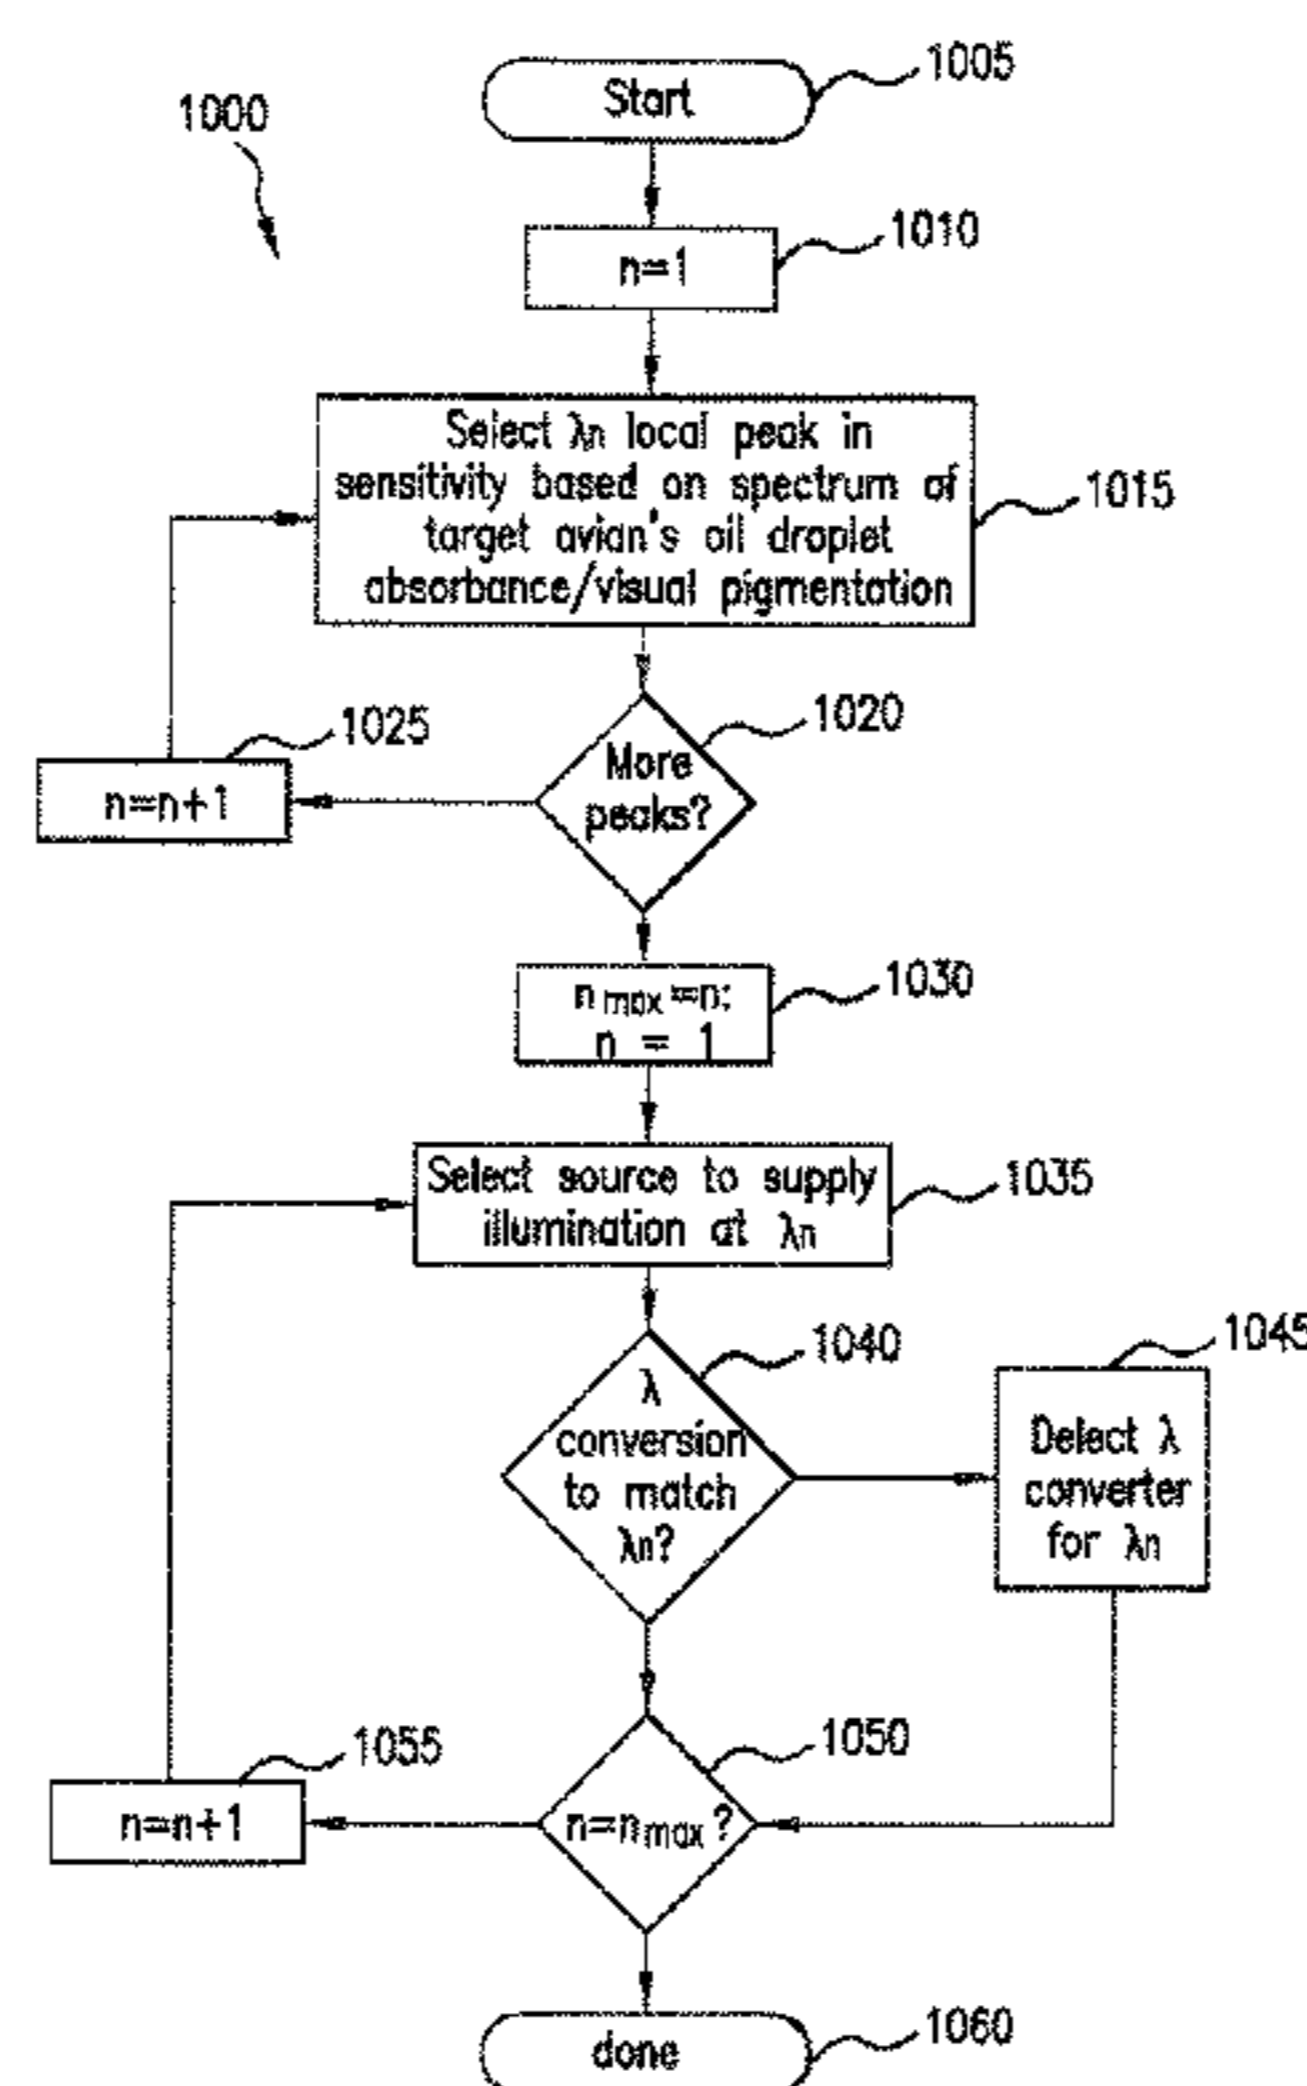 1000
Start
1005
n=1
1010
Select λn local peak in
sensitivity based on spectrum of
target avian's oil droplet
absorbance/visual pigmentation
1015
More
peaks?
1020
n=n+1
1025
n max =n;
n = 1
1030
Select source to supply
illumination at λn
1035
λ
conversion
to match
λn?
1040
Delect λ
converter
for λn
1045
n=nmax ?
1050
n=n+1
1055
done
1060